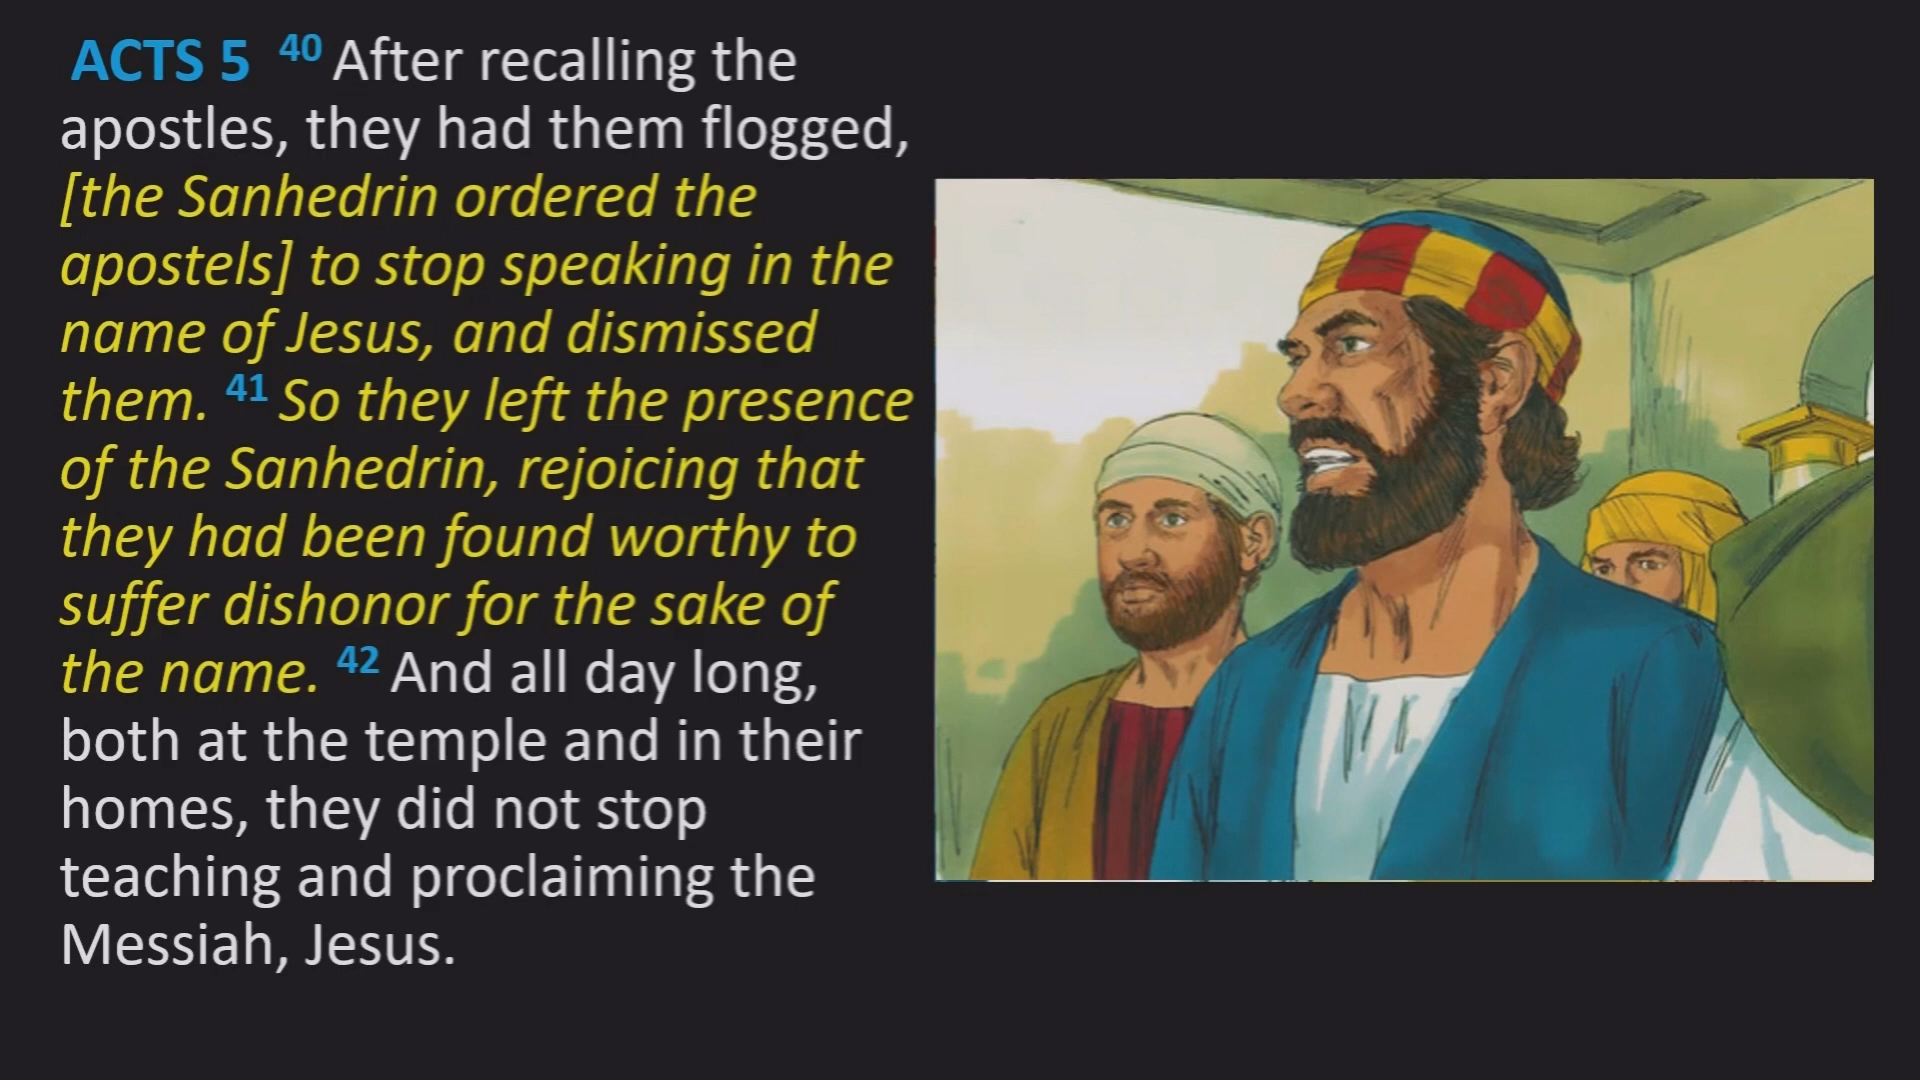 ACTS 5 40 After recalling the
apostles, they had them flogged,
[the Sanhedrin ordered the
apostels] to stop speaking in the
name of Jesus, and dismissed
them. 41 So they left the presence
of the Sanhedrin, rejoicing that
they had been found worthy to
suffer dishonor for the sake of
the name. 42 And all day long,
both at the temple and in their
homes, they did not stop
teaching and proclaiming the
Messiah, Jesus.